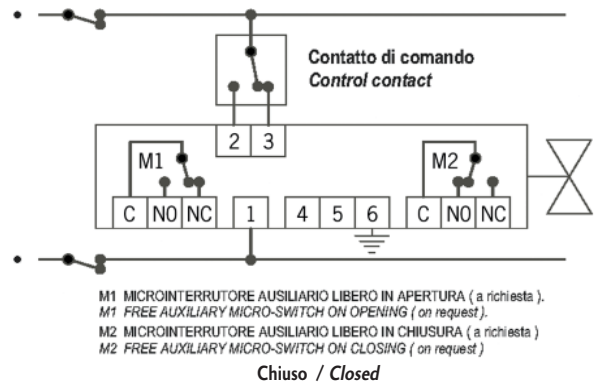 Contatto di comando
Control contact
2 3
M1 M2
C NO NC 1 4 5 6 C NO NC
M1 MICROINTERRUTORE AUSILIARIO LIBERO IN APERTURA ( a richiesta ).
M1 FREE AUXILIARY MICRO-SWITCH ON OPENING ( on request ).
M2 MICROINTERRUTORE AUSILIARIO LIBERO IN CHIUSURA ( a richiesta )
M2 FREE AUXILIARY MICRO-SWITCH ON CLOSING ( on request )
Chiuso / Closed